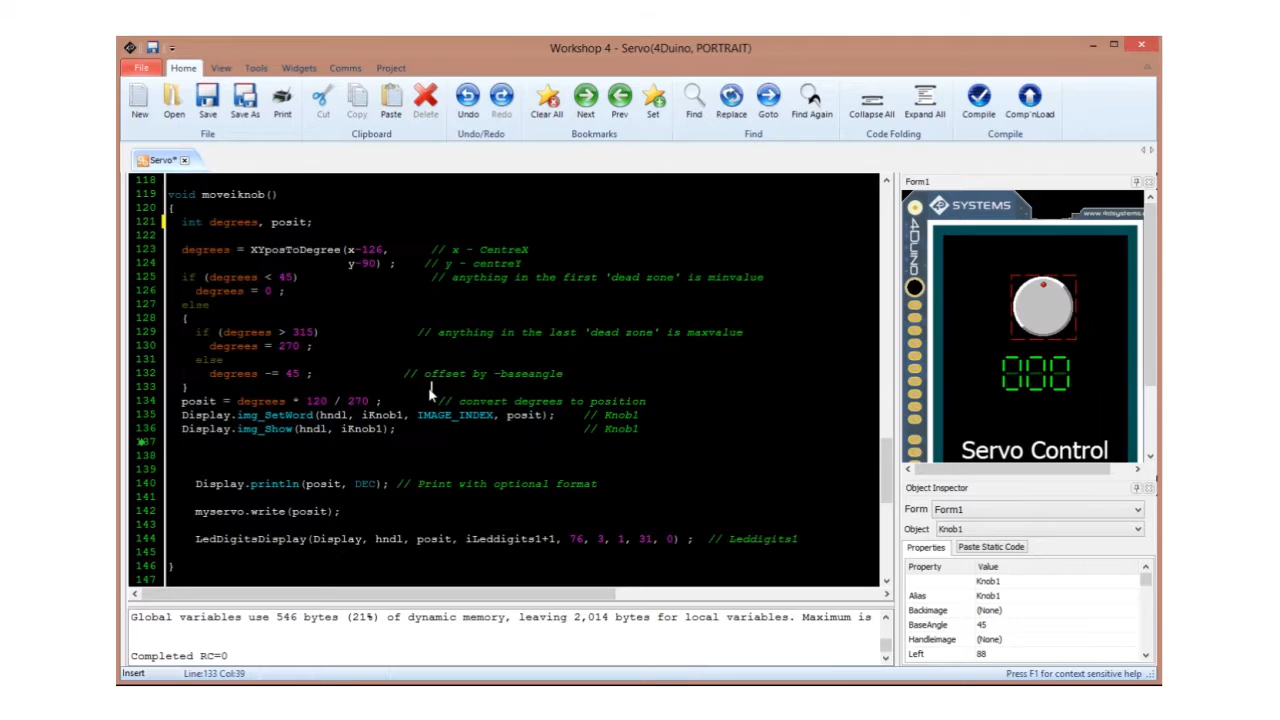 Workshop 4 - Servo(4Duino, PORTRAIT)
File Home View Tools Widgets Comms Project
New Open Save Save As Print Cut Copy Paste Delete Undo Redo Clear All Next Prev Set Find Replace Goto Find Again Collapse All Expand All Compile Comp'nLoad
File Clipboard Undo/Redo Bookmarks Find Code Folding Compile
Servo*
118
119 void moveiknob()
120 {
121 int degrees, posit;
122
123 degrees = XYposToDegree(x-126, // x - CentreX
124 y-90) ; // y - centreY
125 if (degrees < 45) // anything in the first 'dead zone' is minvalue
126 degrees = 0 ;
127 else
128 {
129 if (degrees > 315) // anything in the last 'dead zone' is maxvalue
130 degrees = 270 ;
131 else
132 degrees -= 45 ; // offset by -baseangle
133 }
134 posit = degrees * 120 / 270 ; // convert degrees to position
135 Display.img_SetWord(hndl, iKnob1, IMAGE_INDEX, posit); // Knob1
136 Display.img_Show(hndl, iKnob1); // Knob1
137
138
139
140 Display.println(posit, DEC); // Print with optional format
141
142 myservo.write(posit);
143
144 LedDigitsDisplay(Display, hndl, posit, iLeddigits1+1, 76, 3, 1, 31, 0) ; // Leddigits1
145
146 }
147
Global variables use 546 bytes (21%) of dynamic memory, leaving 2,014 bytes for local variables. Maximum is
Completed RC=0
Insert Line:133 Col:39
Form1
SYSTEMS
www.4dsystems.
4DUINO
000
Servo Control
Object Inspector
Form Form1
Object Knob1
Properties Paste Static Code
Property Value
Knob1
Alias Knob1
Backimage (None)
BaseAngle 45
Handleimage (None)
Left 88
Press F1 for context sensitive help